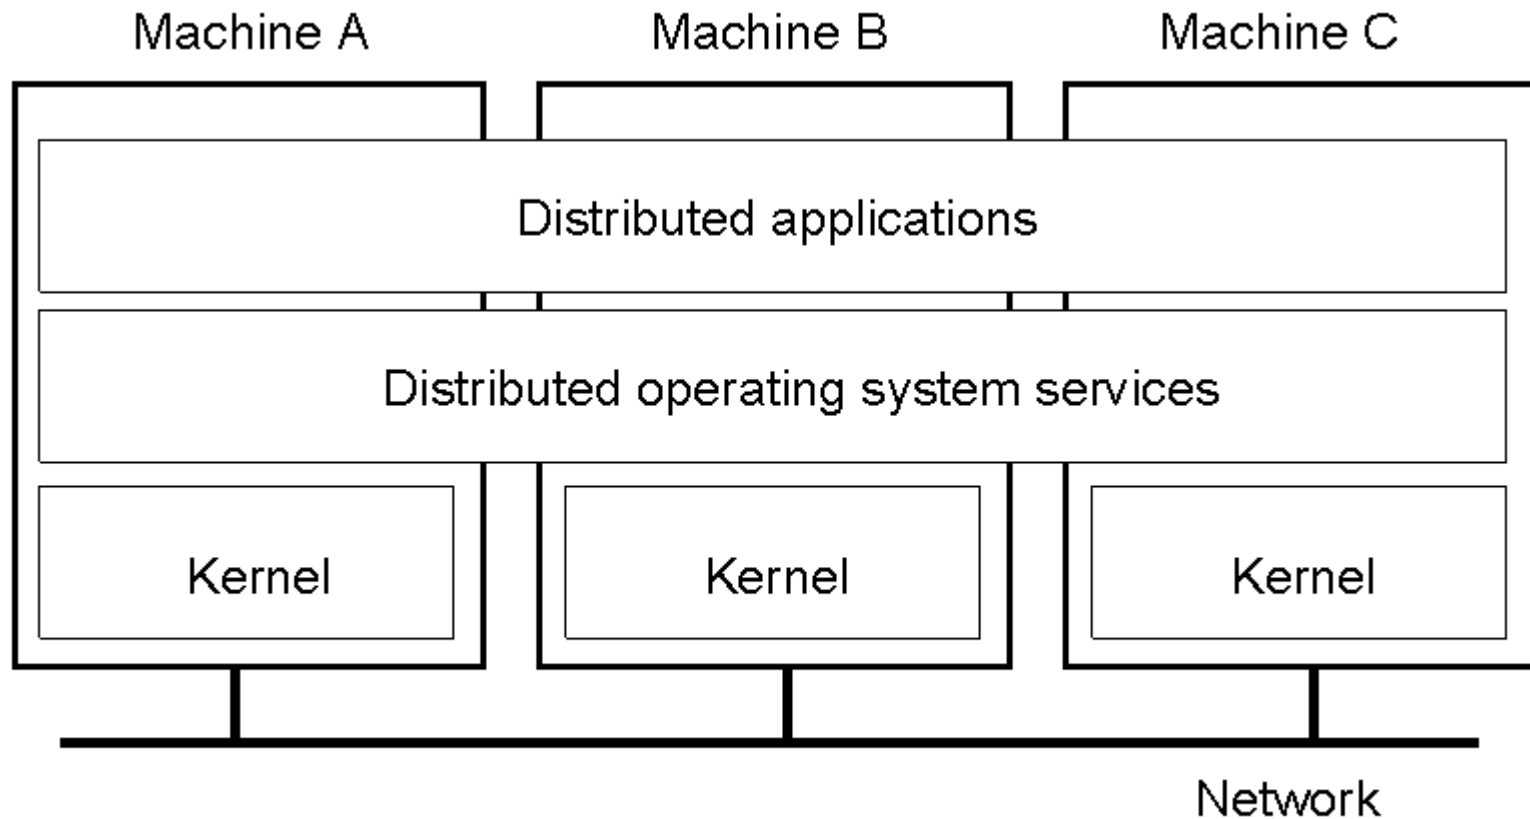 Machine A
Machine B
Machine C
Distributed applications
Distributed operating system services
Kernel
Kernel
Kernel
Network